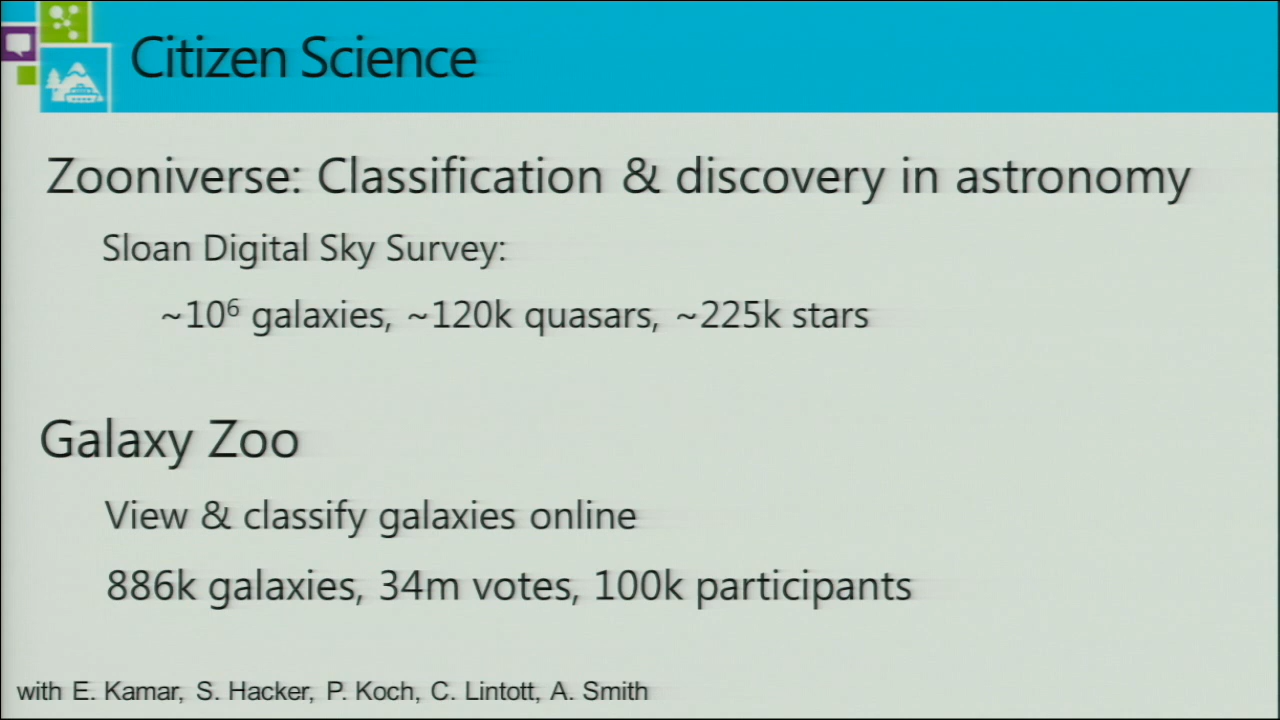 Citizen Science
Zooniverse: Classification & discovery in astronomy
Sloan Digital Sky Survey:
~10⁶ galaxies, ~120k quasars, ~225k stars
Galaxy Zoo
View & classify galaxies online
886k galaxies, 34m votes, 100k participants
with E. Kamar, S. Hacker, P. Koch, C. Lintott, A. Smith